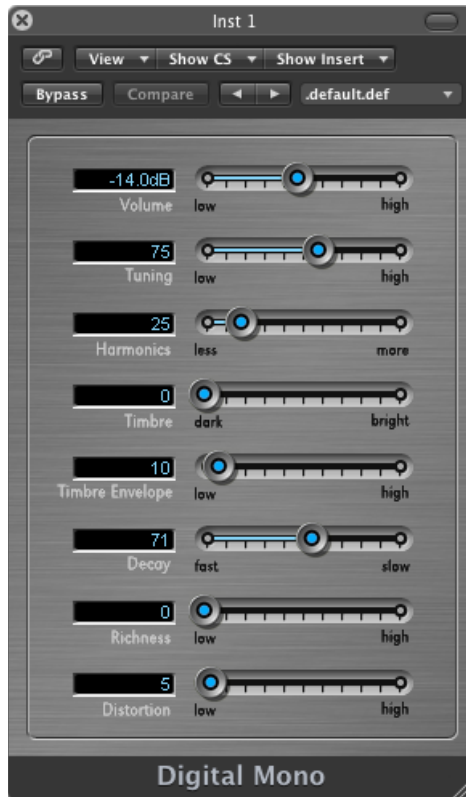 Inst 1
View Show CS Show Insert
Bypass Compare .default.def
-14.0dB
Volume low high
75
Tuning low high
25
Harmonics less more
0
Timbre dark bright
10
Timbre Envelope low high
71
Decay fast slow
0
Richness low high
5
Distortion low high
Digital Mono